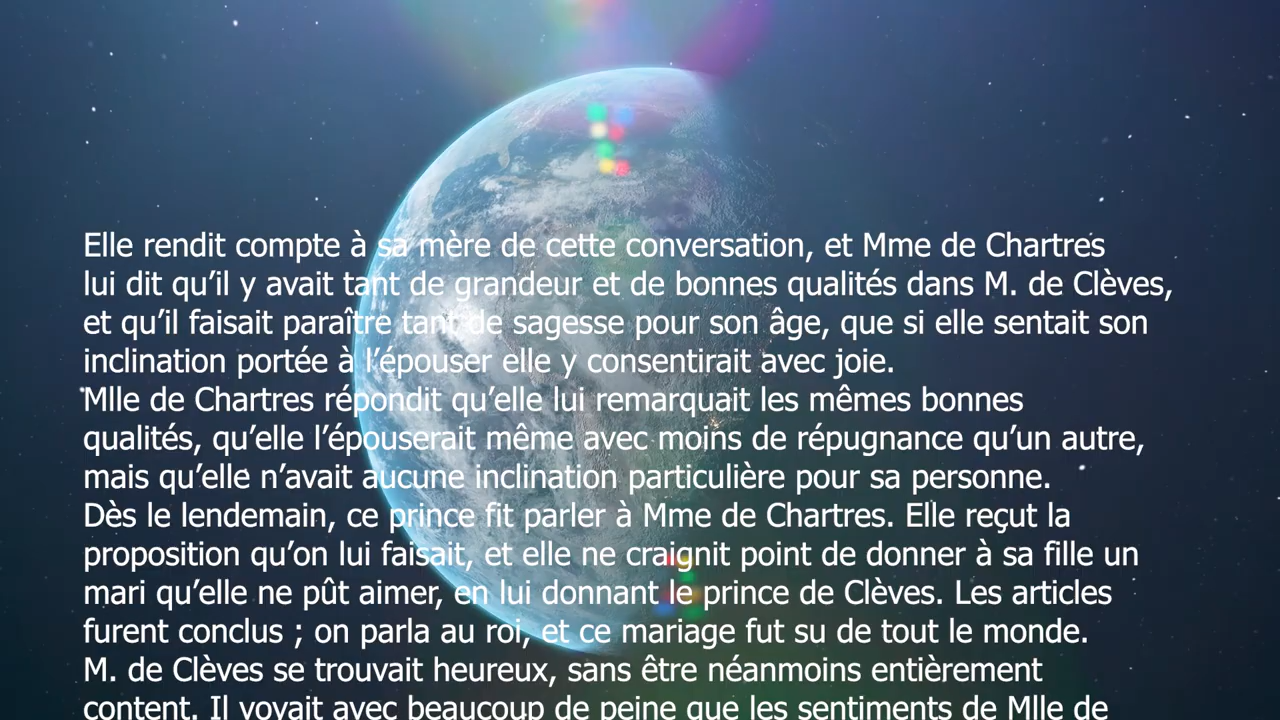 Elle rendit compte à sa mère de cette conversation, et Mme de Chartres
lui dit qu’il y avait tant de grandeur et de bonnes qualités dans M. de Clèves,
et qu’il faisait paraître tant de sagesse pour son âge, que si elle sentait son
inclination portée à l’épouser elle y consentirait avec joie.
Mlle de Chartres répondit qu’elle lui remarquait les mêmes bonnes
qualités, qu’elle l’épouserait même avec moins de répugnance qu’un autre,
mais qu’elle n’avait aucune inclination particulière pour sa personne.
Dès le lendemain, ce prince fit parler à Mme de Chartres. Elle reçut la
proposition qu’on lui faisait, et elle ne craignit point de donner à sa fille un
mari qu’elle ne pût aimer, en lui donnant le prince de Clèves. Les articles
furent conclus ; on parla au roi, et ce mariage fut su de tout le monde.
M. de Clèves se trouvait heureux, sans être néanmoins entièrement
content. Il voyait avec beaucoup de peine que les sentiments de Mlle de